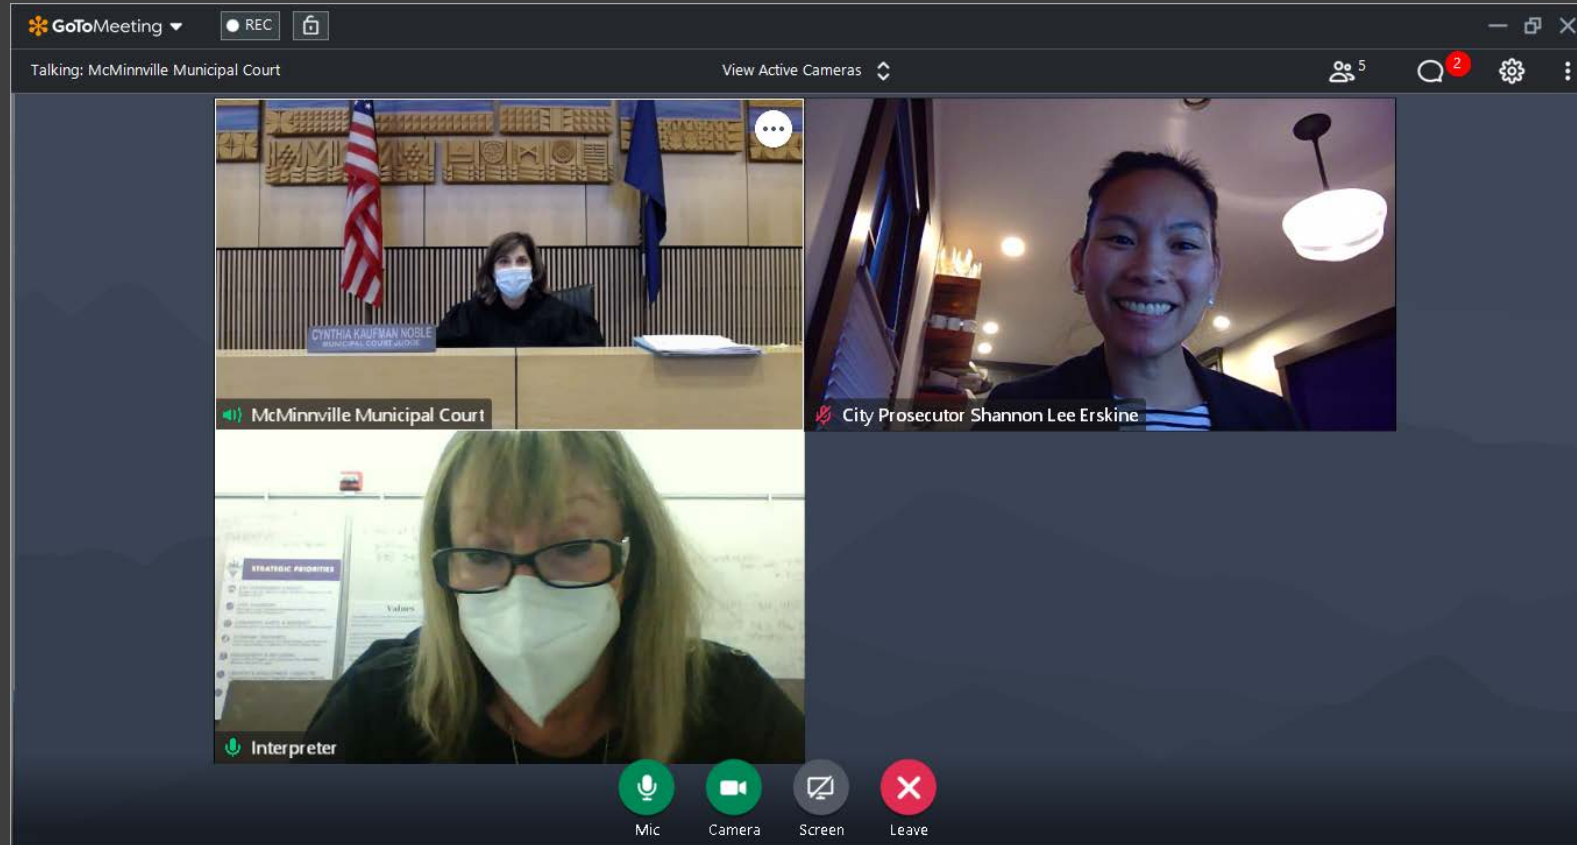 GoToMeeting
REC
Talking: McMinnville Municipal Court
View Active Cameras
5
2
CYNTHIA KAUFMAN NOBLE
MUNICIPAL COURT JUDGE
McMinnville Municipal Court
City Prosecutor Shannon Lee Erskine
STRATEGIC PRIORITIES
Values
Interpreter
Mic
Camera
Screen
Leave